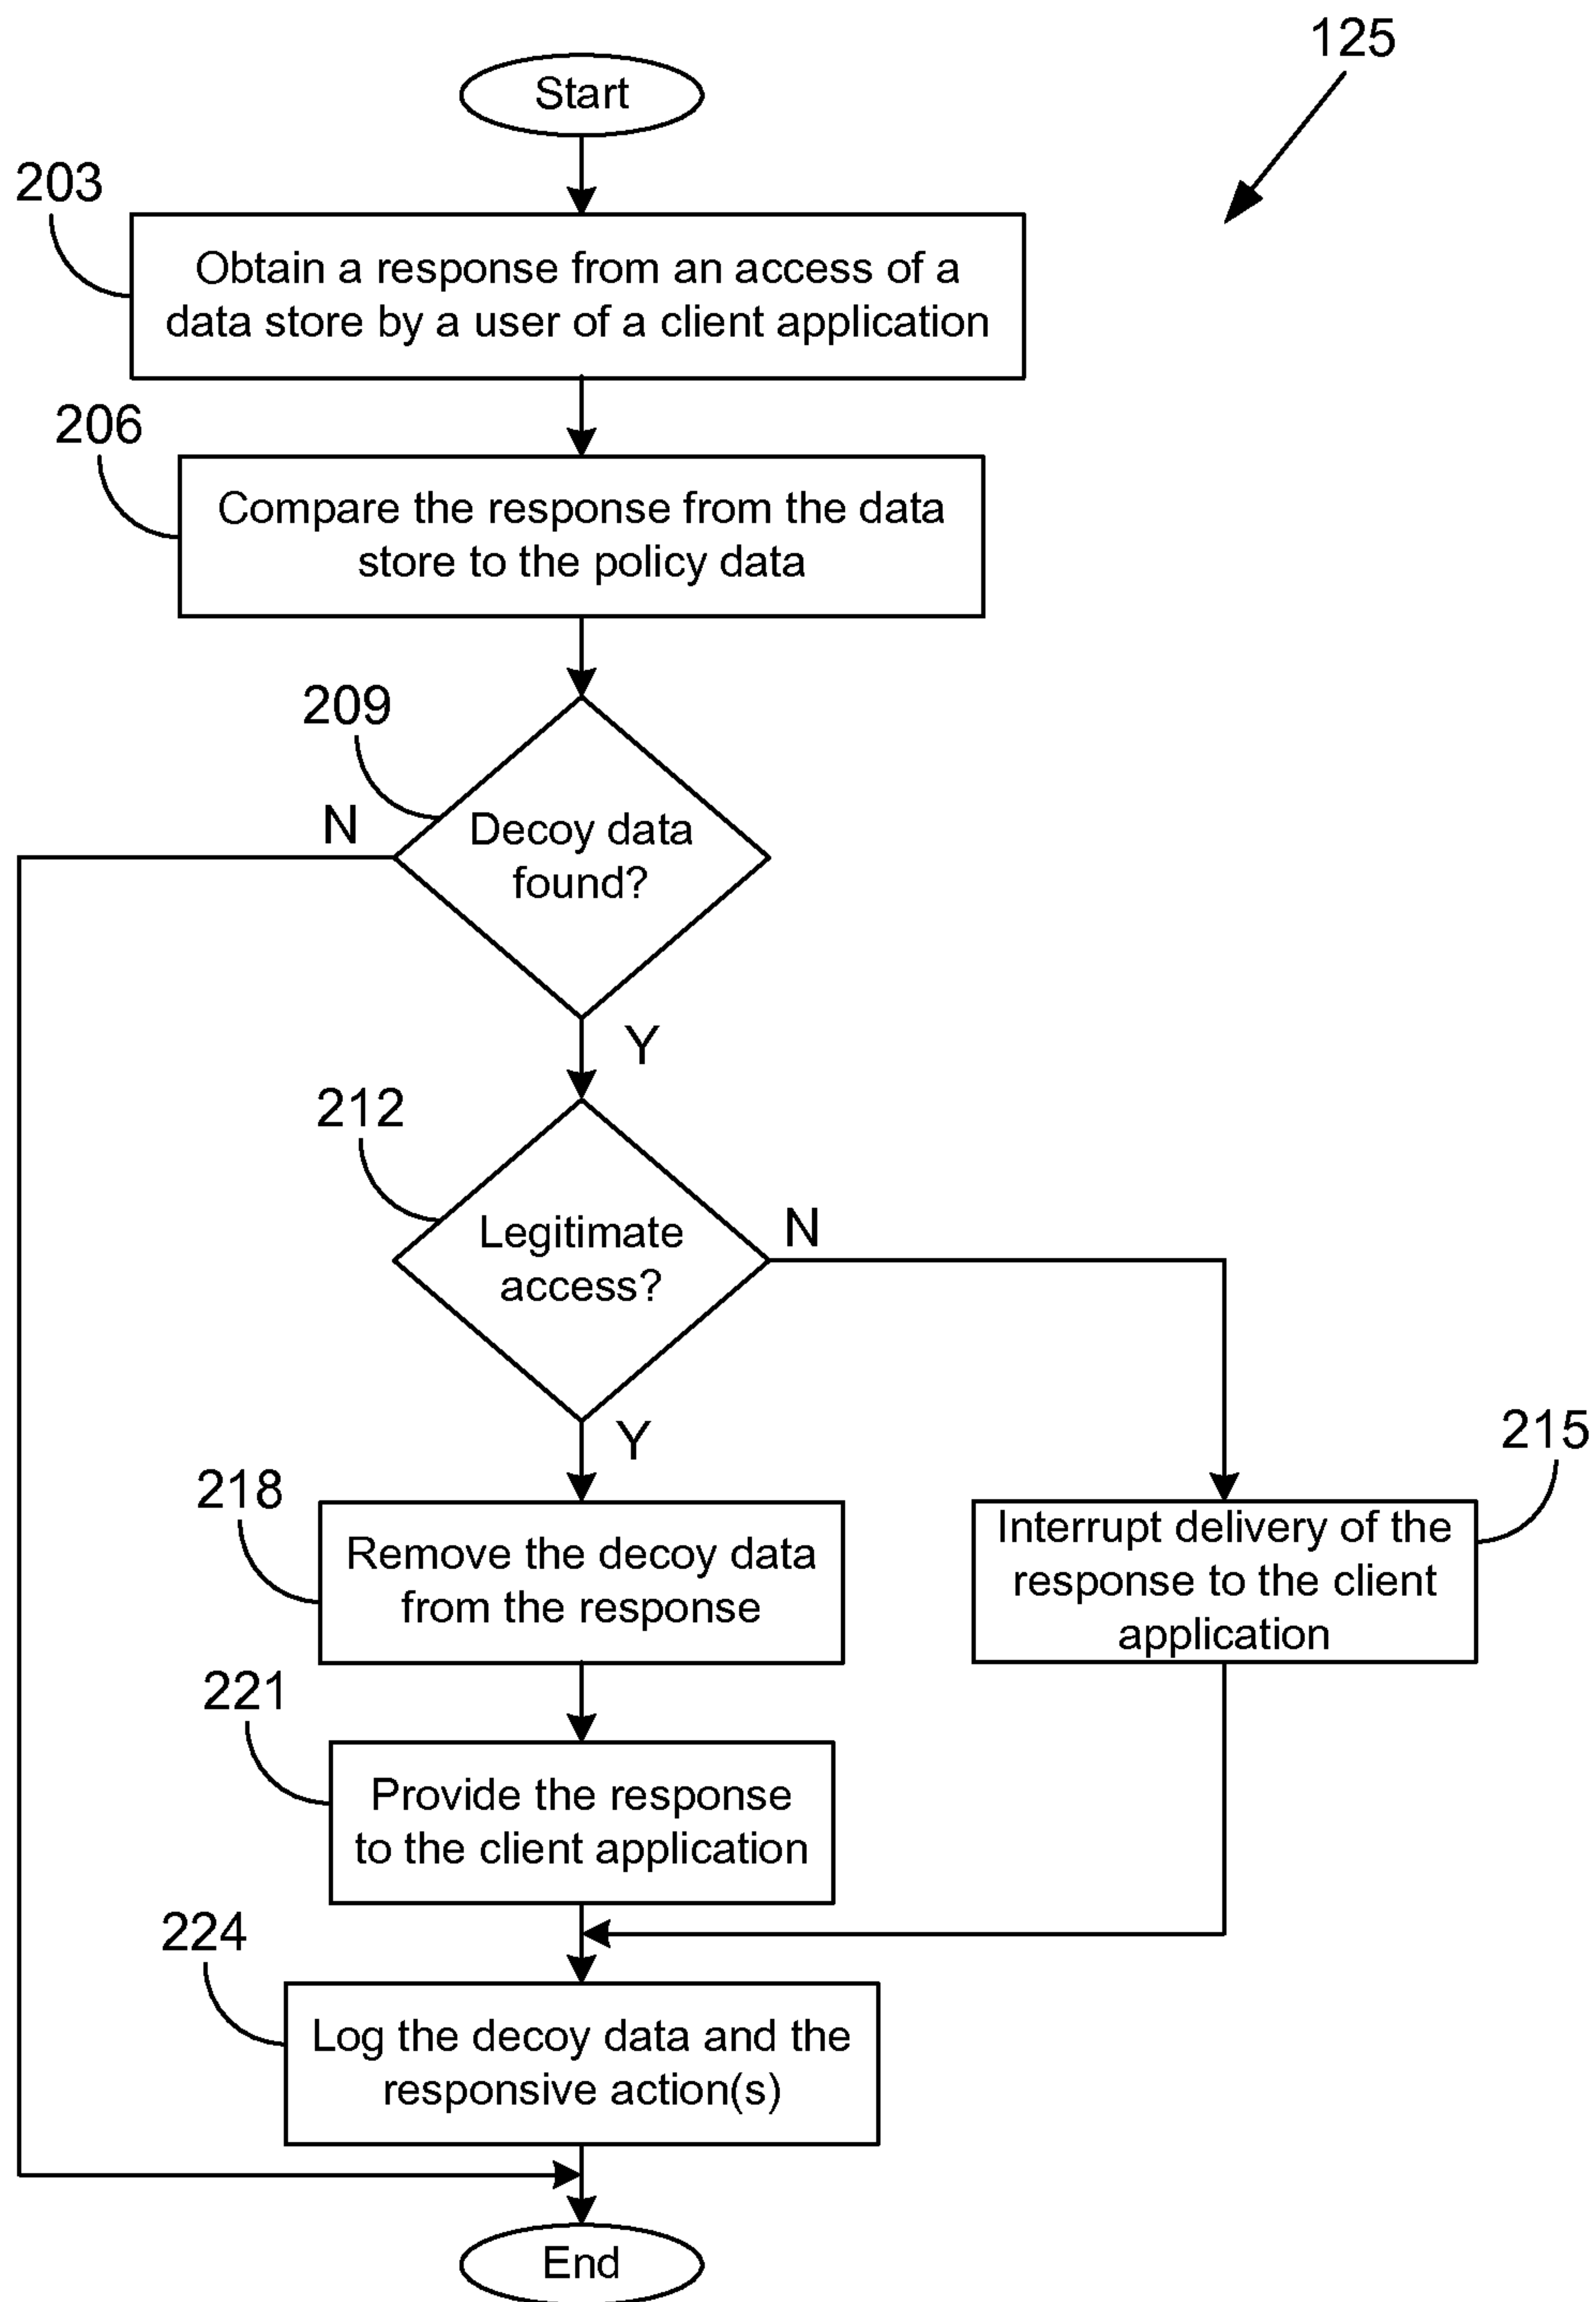 125
Start
203
Obtain a response from an access of a
data store by a user of a client application
206
Compare the response from the data
store to the policy data
209
N
Decoy data
found?
Y
212
Legitimate
access?
N
Y
215
218
Remove the decoy data
from the response
Interrupt delivery of the
response to the client
application
221
Provide the response
to the client application
224
Log the decoy data and the
responsive action(s)
End